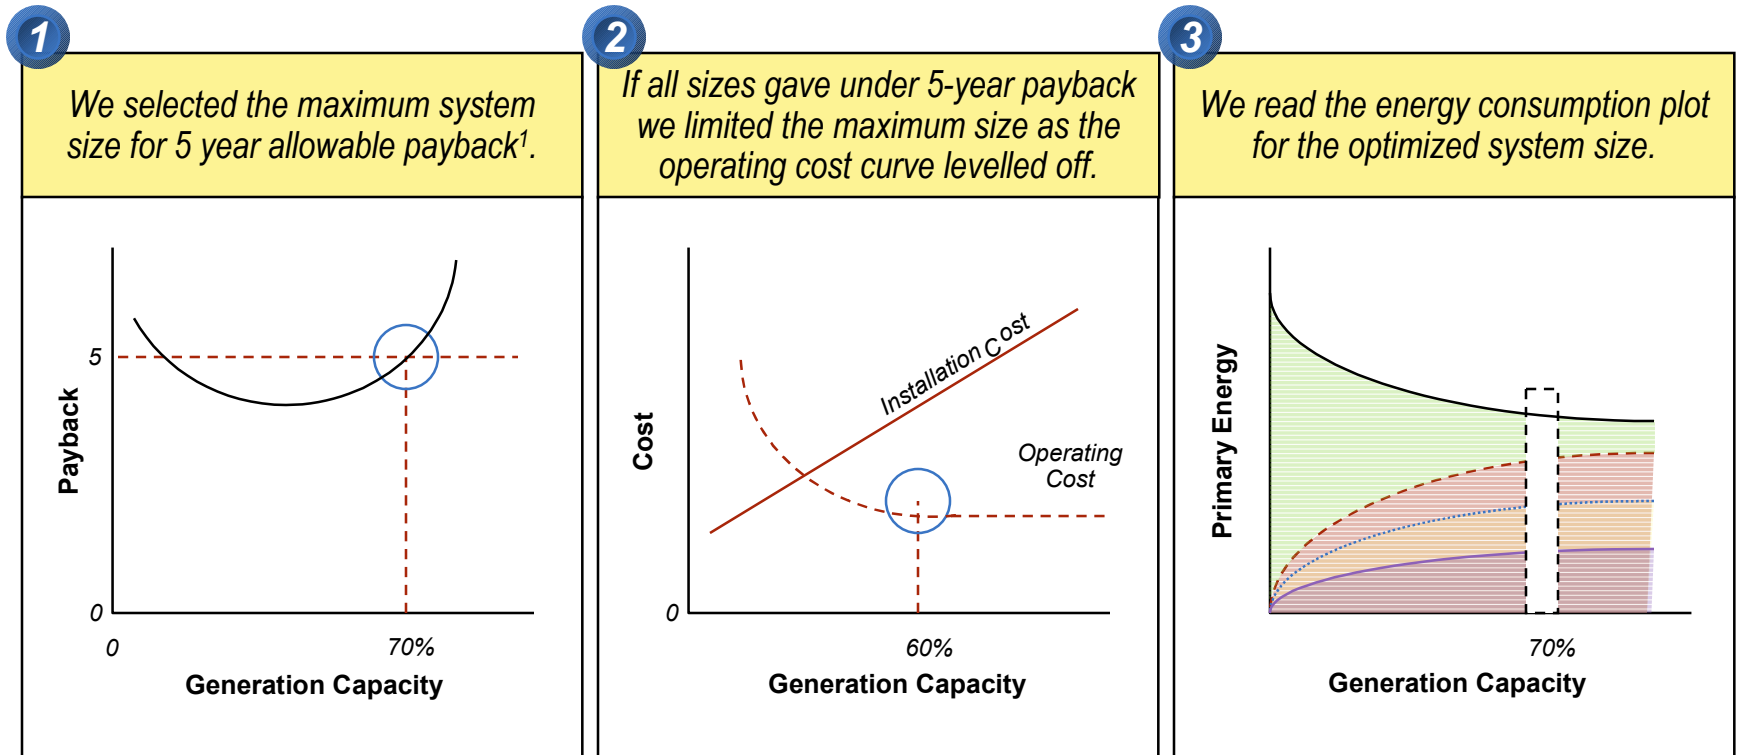 1
We selected the maximum system
size for 5 year allowable payback1.
Payback
5
0
0
70%
Generation Capacity
2
If all sizes gave under 5-year payback
we limited the maximum size as the
operating cost curve levelled off.
Cost
Installation Cost
Operating
Cost
0
60%
Generation Capacity
3
We read the energy consumption plot
for the optimized system size.
Primary Energy
70%
Generation Capacity